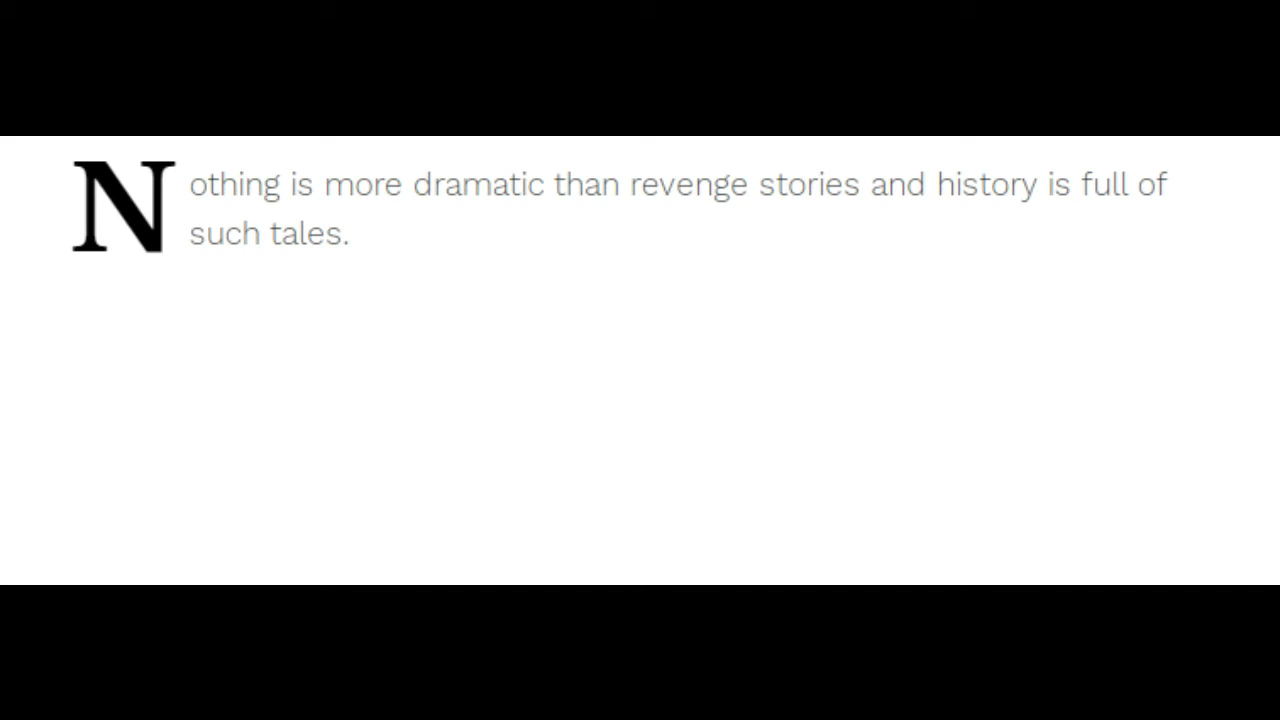 Nothing is more dramatic than revenge stories and history is full of
such tales.